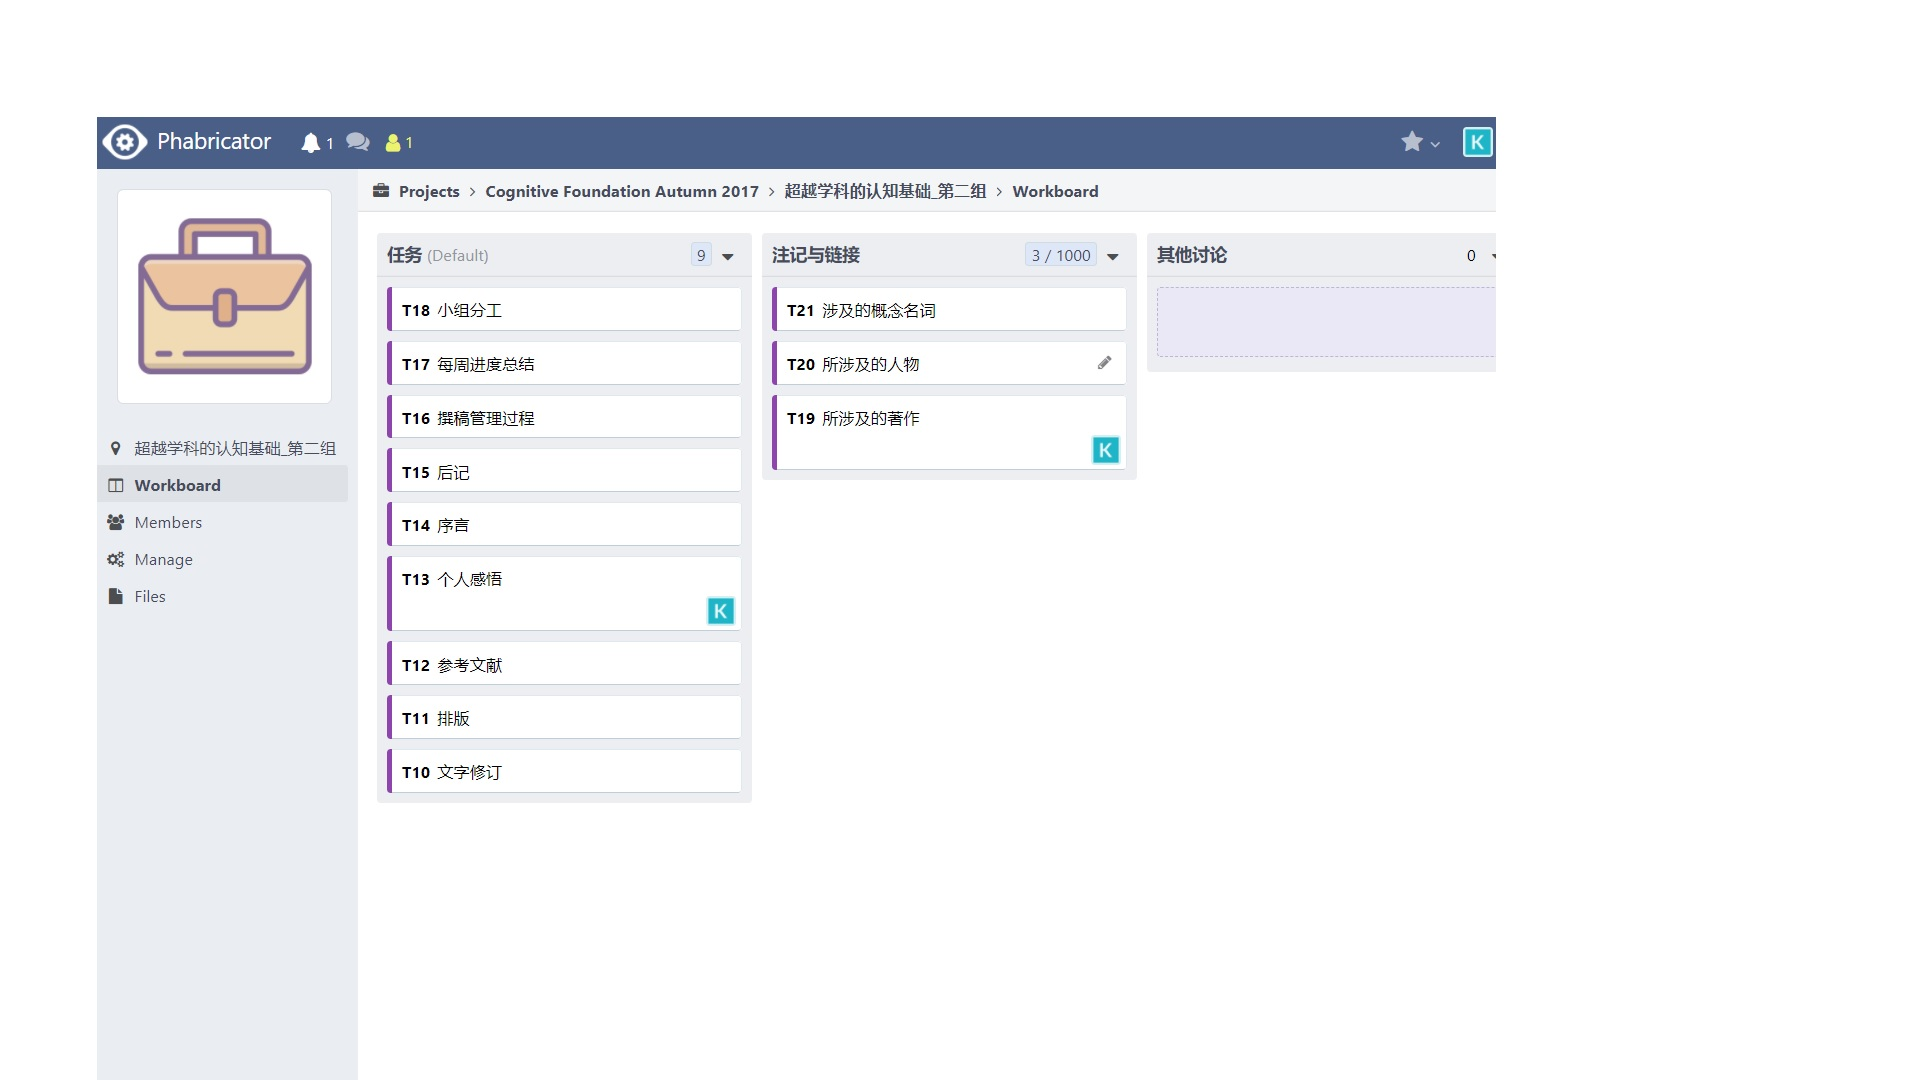 Phabricator 1 1 K
Projects > Cognitive Foundation Autumn 2017 > 超越学科的认知基础_第二组 > Workboard
超越学科的认知基础_第二组
Workboard
Members
Manage
Files
任务 (Default) 9
T18 小组分工
T17 每周进度总结
T16 撰稿管理过程
T15 后记
T14 序言
T13 个人感悟
K
T12 参考文献
T11 排版
T10 文字修订
注记与链接 3 / 1000
T21 涉及的概念名词
T20 所涉及的人物
T19 所涉及的著作
K
其他讨论 0